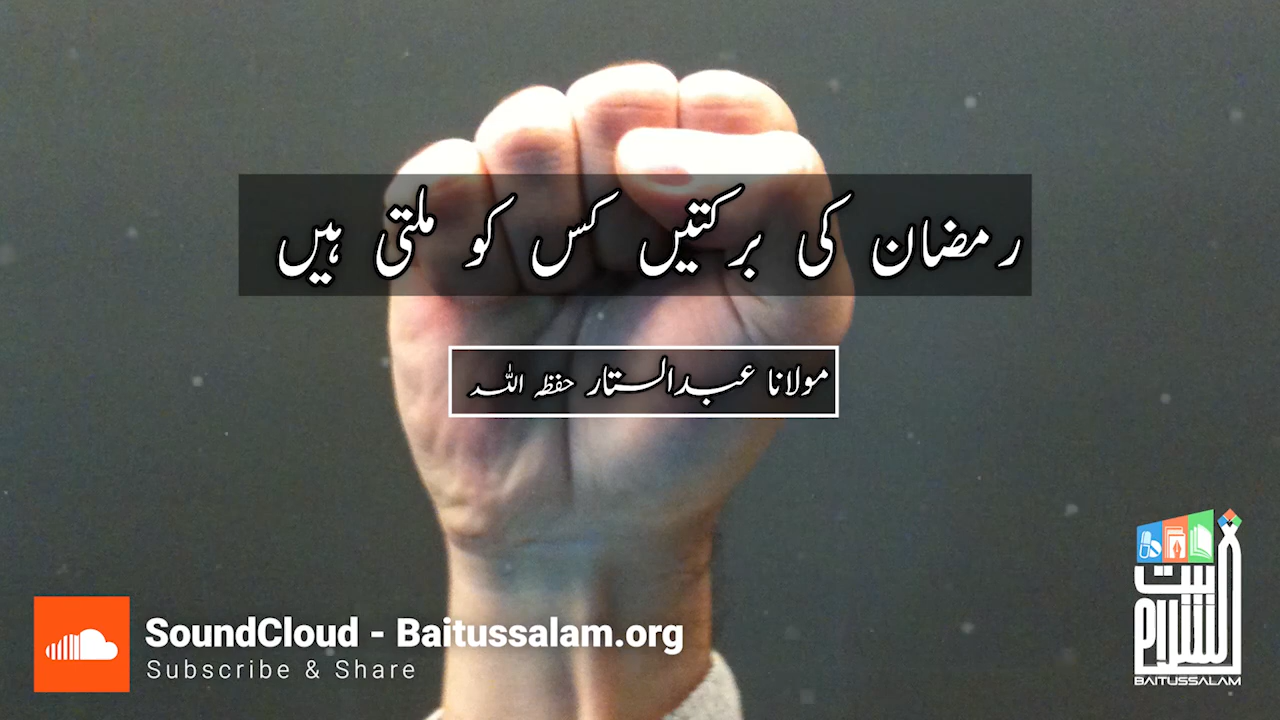 رمضان کی برکتیں کس کو ملتی ہیں
مولانا عبدالستار حفظہ اللہ
SoundCloud - Baitussalam.org
Subscribe & Share
بیت السلام
BAITUSSALAM